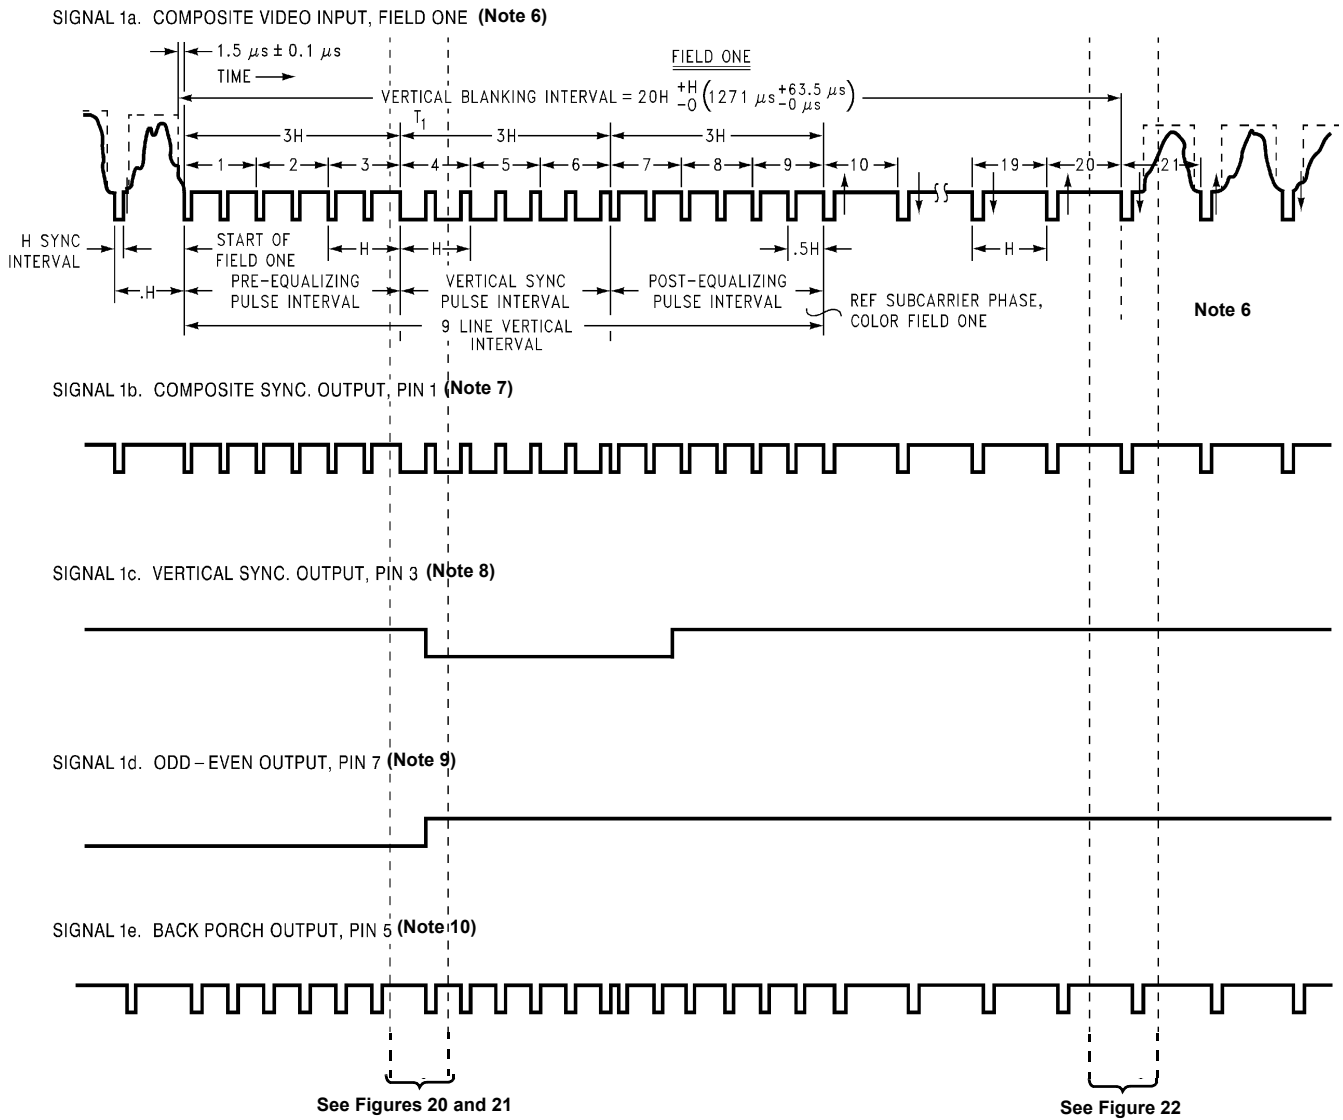 SIGNAL 1a. COMPOSITE VIDEO INPUT, FIELD ONE (Note 6)
1.5 μs ± 0.1 μs
TIME
FIELD ONE
VERTICAL BLANKING INTERVAL = 20H +H -0 (1271 μs +63.5 μs -0 μs)
T1
3H 3H 3H
1 2 3 4 5 6 7 8 9 10 19 20 21
H SYNC INTERVAL
START OF FIELD ONE
H H .5H H
.H
PRE-EQUALIZING PULSE INTERVAL
VERTICAL SYNC PULSE INTERVAL
POST-EQUALIZING PULSE INTERVAL
REF SUBCARRIER PHASE, COLOR FIELD ONE
Note 6
9 LINE VERTICAL INTERVAL
SIGNAL 1b. COMPOSITE SYNC. OUTPUT, PIN 1 (Note 7)
SIGNAL 1c. VERTICAL SYNC. OUTPUT, PIN 3 (Note 8)
SIGNAL 1d. ODD – EVEN OUTPUT, PIN 7 (Note 9)
SIGNAL 1e. BACK PORCH OUTPUT, PIN 5 (Note 10)
See Figures 20 and 21
See Figure 22